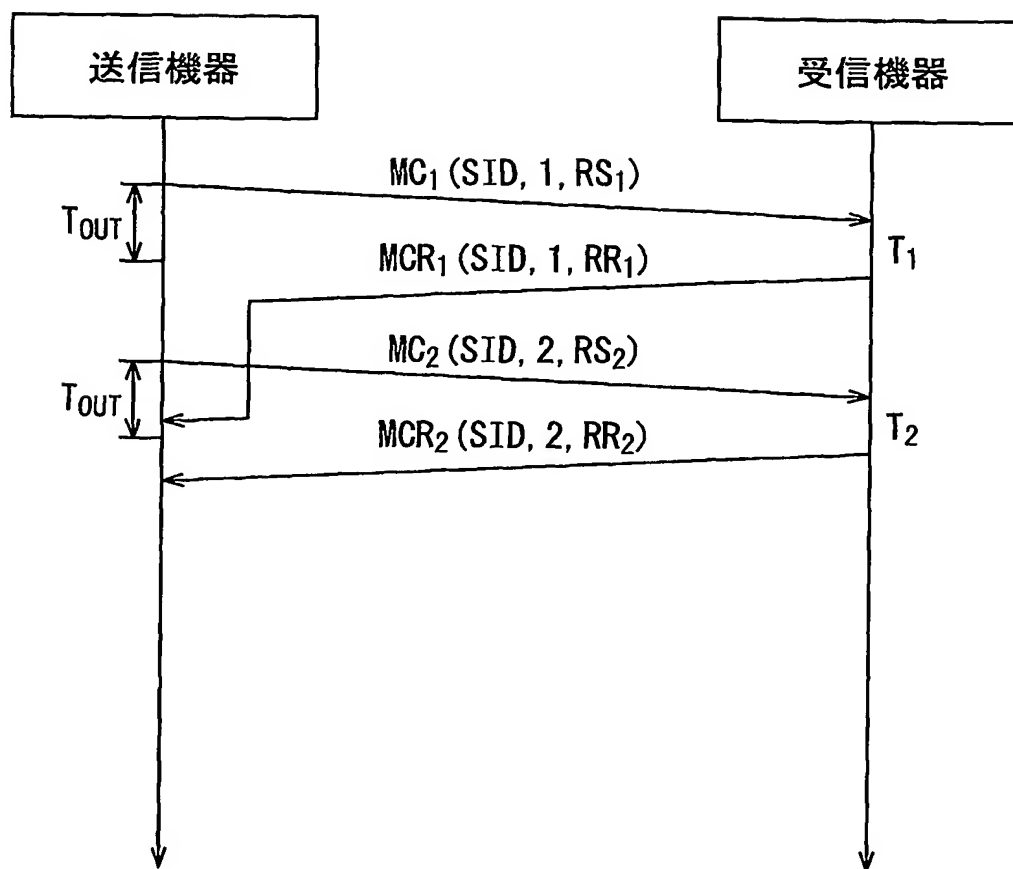 送信機器
受信機器
MC₁(SID, 1, RS₁)
TOUT
T₁
MCR₁(SID, 1, RR₁)
MC₂(SID, 2, RS₂)
TOUT
T₂
MCR₂(SID, 2, RR₂)